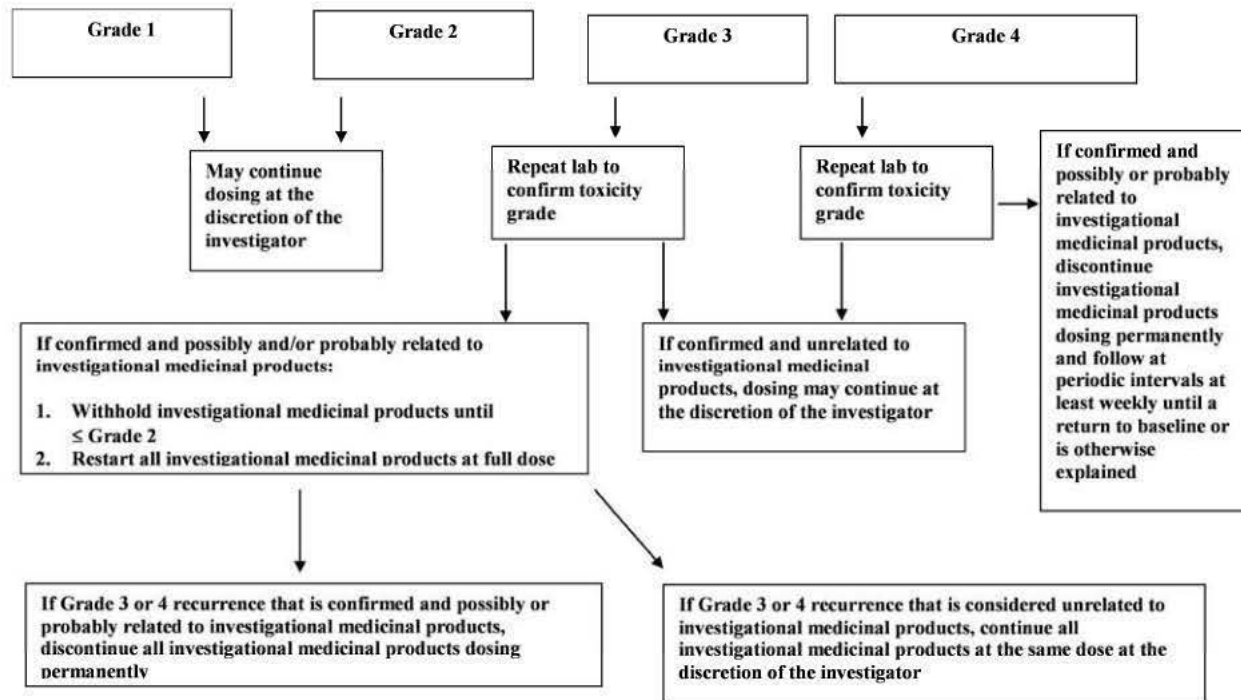 Grade 1
Grade 2
Grade 3
Grade 4
May continue
dosing at the
discretion of the
investigator
Repeat lab to
confirm toxicity
grade
Repeat lab to
confirm toxicity
grade
If confirmed and
possibly or probably
related to
investigational
medicinal products,
discontinue
investigational
medicinal products
dosing permanently
and follow at
periodic intervals at
least weekly until a
return to baseline or
is otherwise
explained
If confirmed and possibly and/or probably related to
investigational medicinal products:
1. Withhold investigational medicinal products until
≤ Grade 2
2. Restart all investigational medicinal products at full dose
If confirmed and unrelated to
investigational medicinal
products, dosing may continue at
the discretion of the investigator
If Grade 3 or 4 recurrence that is confirmed and possibly or
probably related to investigational medicinal products,
discontinue all investigational medicinal products dosing
permanently
If Grade 3 or 4 recurrence that is considered unrelated to
investigational medicinal products, continue all
investigational medicinal products at the same dose at the
discretion of the investigator